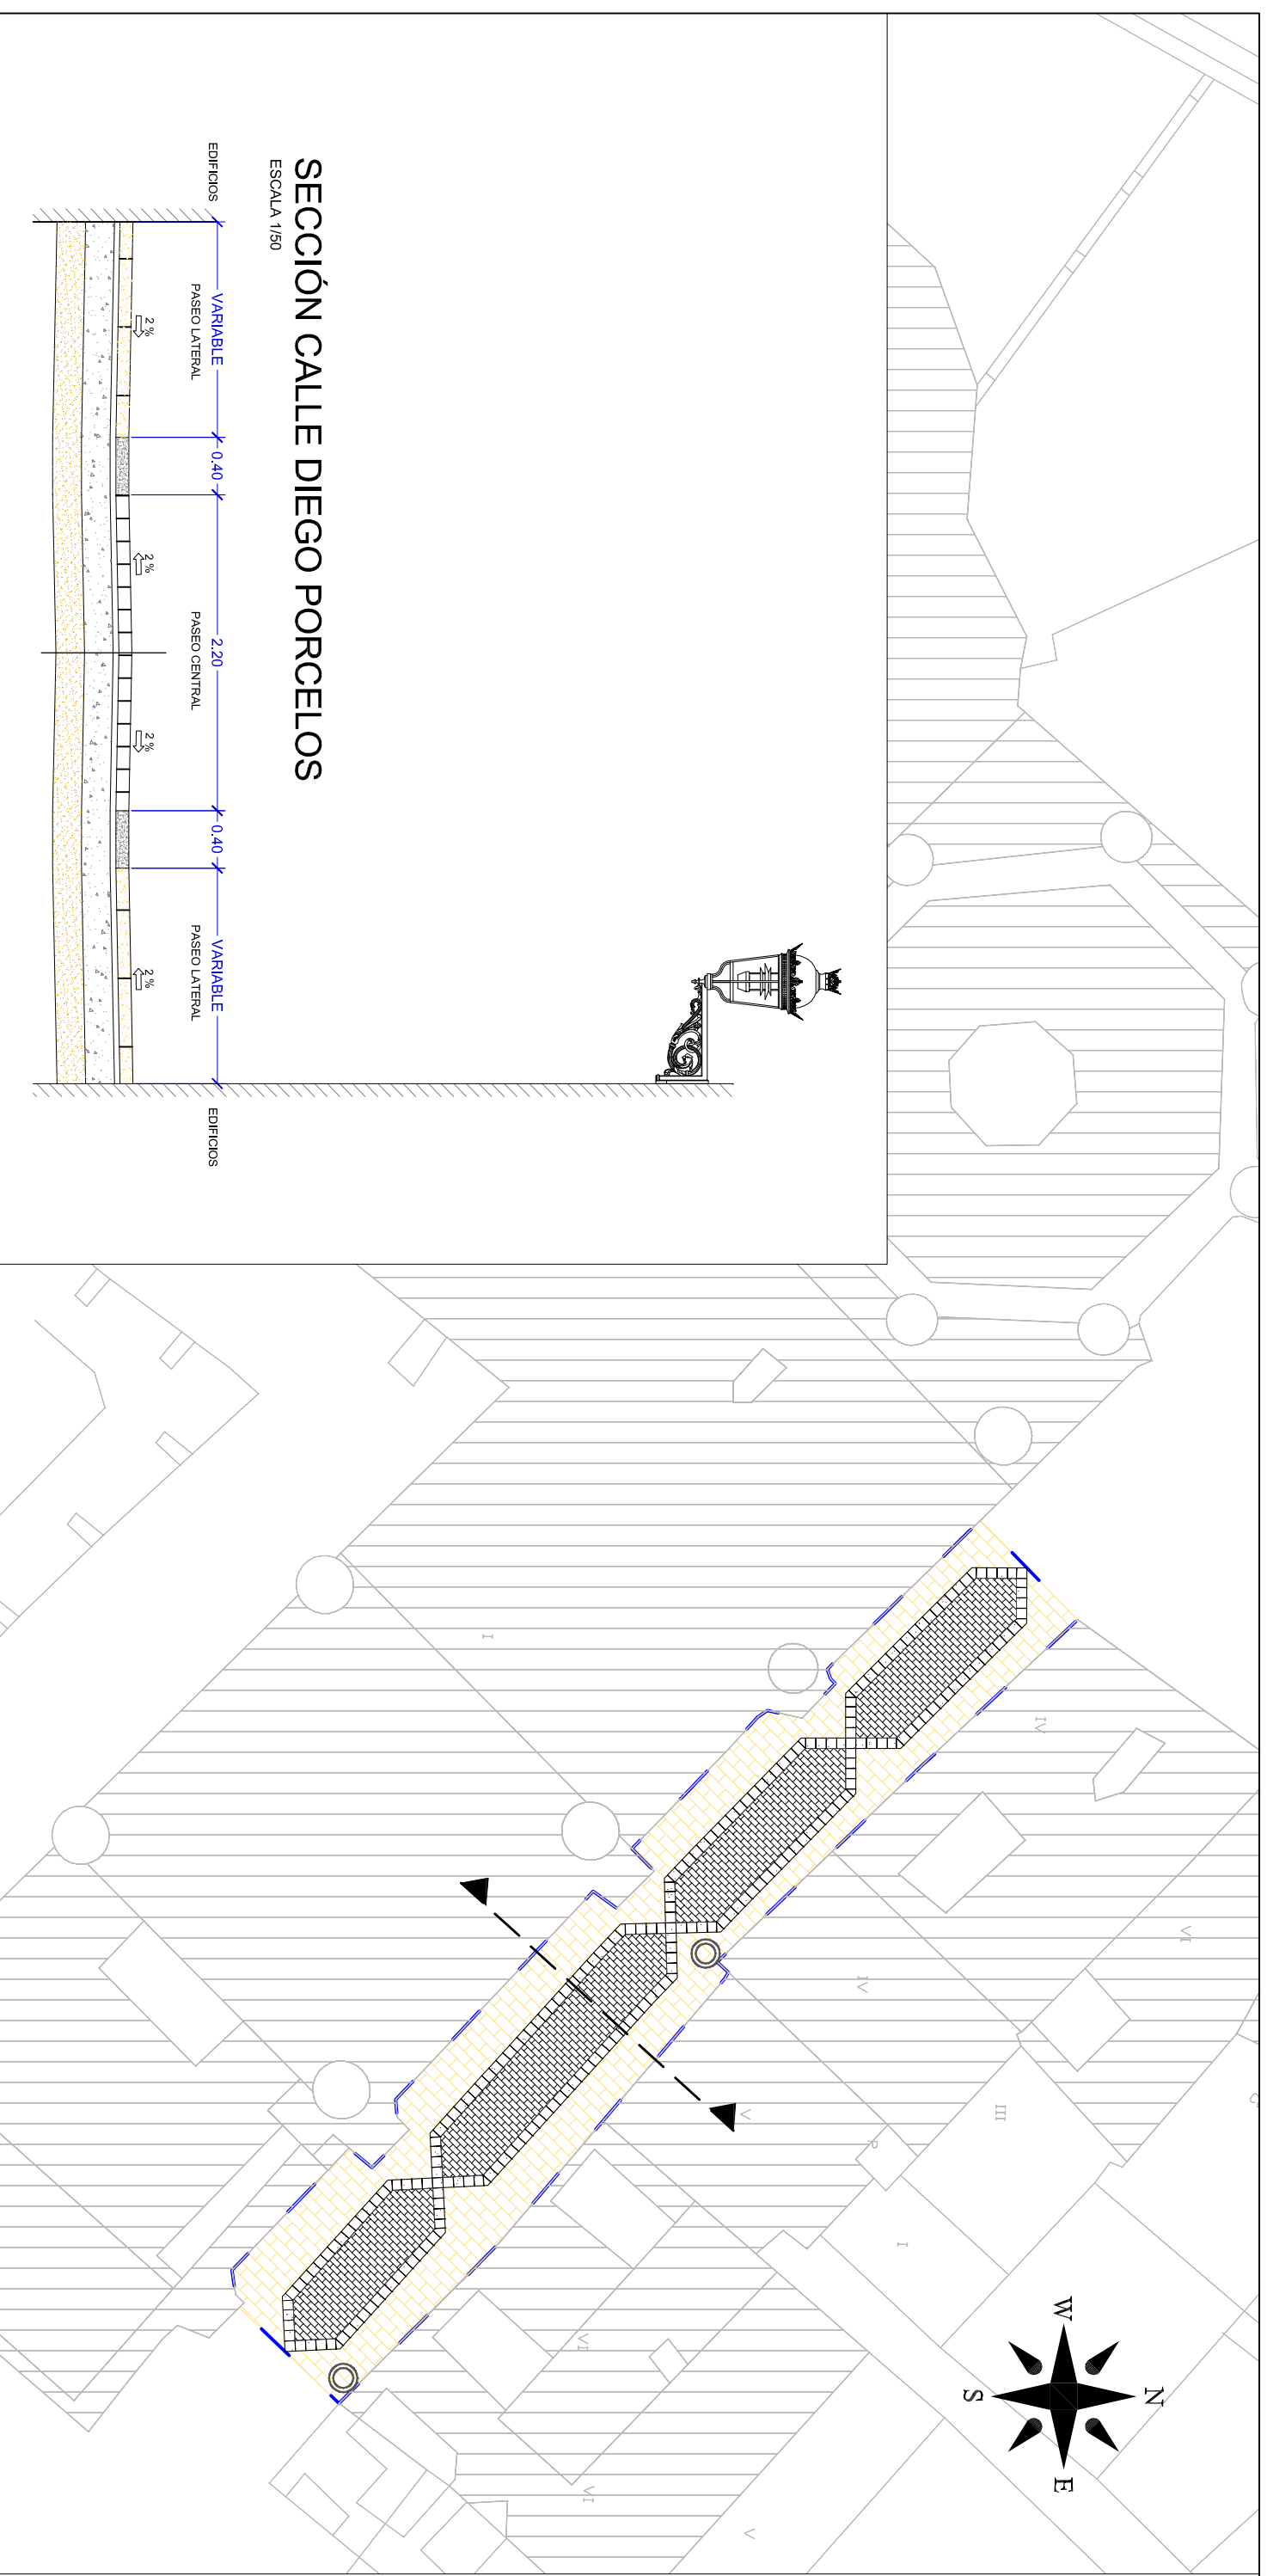 SECCIÓN CALLE DIEGO PORCELOS
ESCALA 1/50
EDIFICIOS
VARIABLE
0.40
2.20
0.40
VARIABLE
EDIFICIOS
PASEO LATERAL
PASEO CENTRAL
PASEO LATERAL
2 %
2 %
2 %
2 %
I
IV
VI
IV
V
P
III
I
VI
VI
V
W
N
S
E